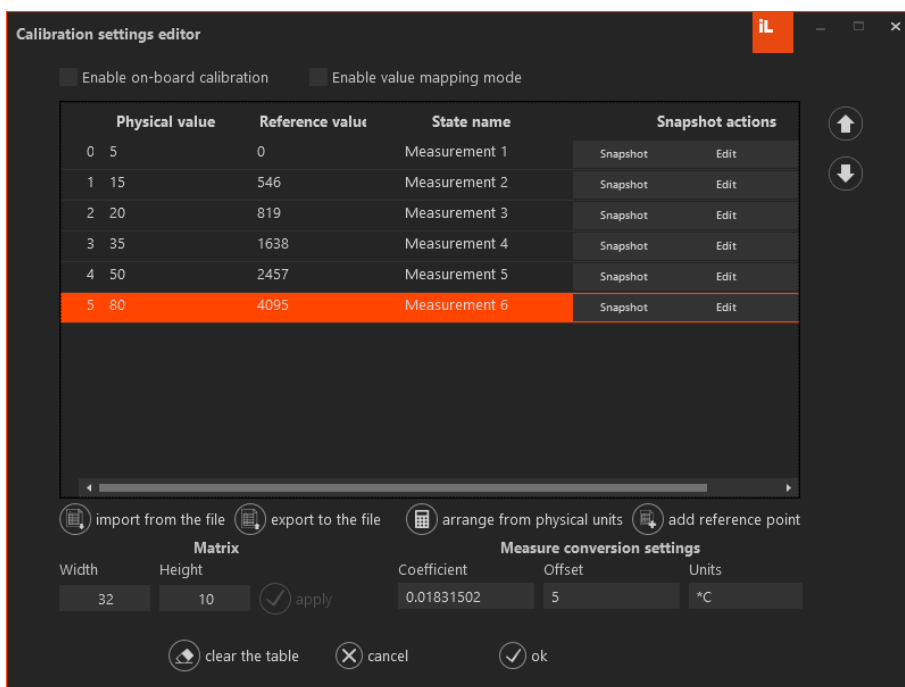 Calibration settings editor iL
Enable on-board calibration Enable value mapping mode
Physical value Reference value State name Snapshot actions
0 5 0 Measurement 1 Snapshot Edit
1 15 546 Measurement 2 Snapshot Edit
2 20 819 Measurement 3 Snapshot Edit
3 35 1638 Measurement 4 Snapshot Edit
4 50 2457 Measurement 5 Snapshot Edit
5 80 4095 Measurement 6 Snapshot Edit
import from the file export to the file arrange from physical units add reference point
Matrix Measure conversion settings
Width Height Coefficient Offset Units
32 10 apply 0.01831502 5 *C
clear the table cancel ok